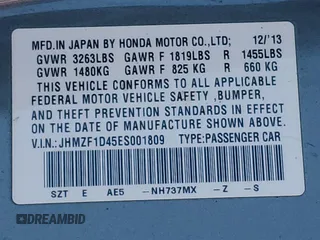 MFD.IN JAPAN BY HONDA MOTOR CO.,LTD; 12/'13
GVWR 3263LBS GAWR F 1819LBS R 1455LBS
GVWR 1480KG GAWR F 825 KG R 660 KG
THIS VEHICLE CONFORMS TO ALL APPLICABLE
FEDERAL MOTOR VEHICLE SAFETY ,BUMPER,
AND THEFT PREVENTION STANDARDS IN EFFECT ON THE
DATE OF MANUFACTURE SHOWN ABOVE.
V.I.N.: JHMZF1D45ES001809 TYPE:PASSENGER CAR
SZT E AE5 -NH737MX -Z -S
DREAMBID